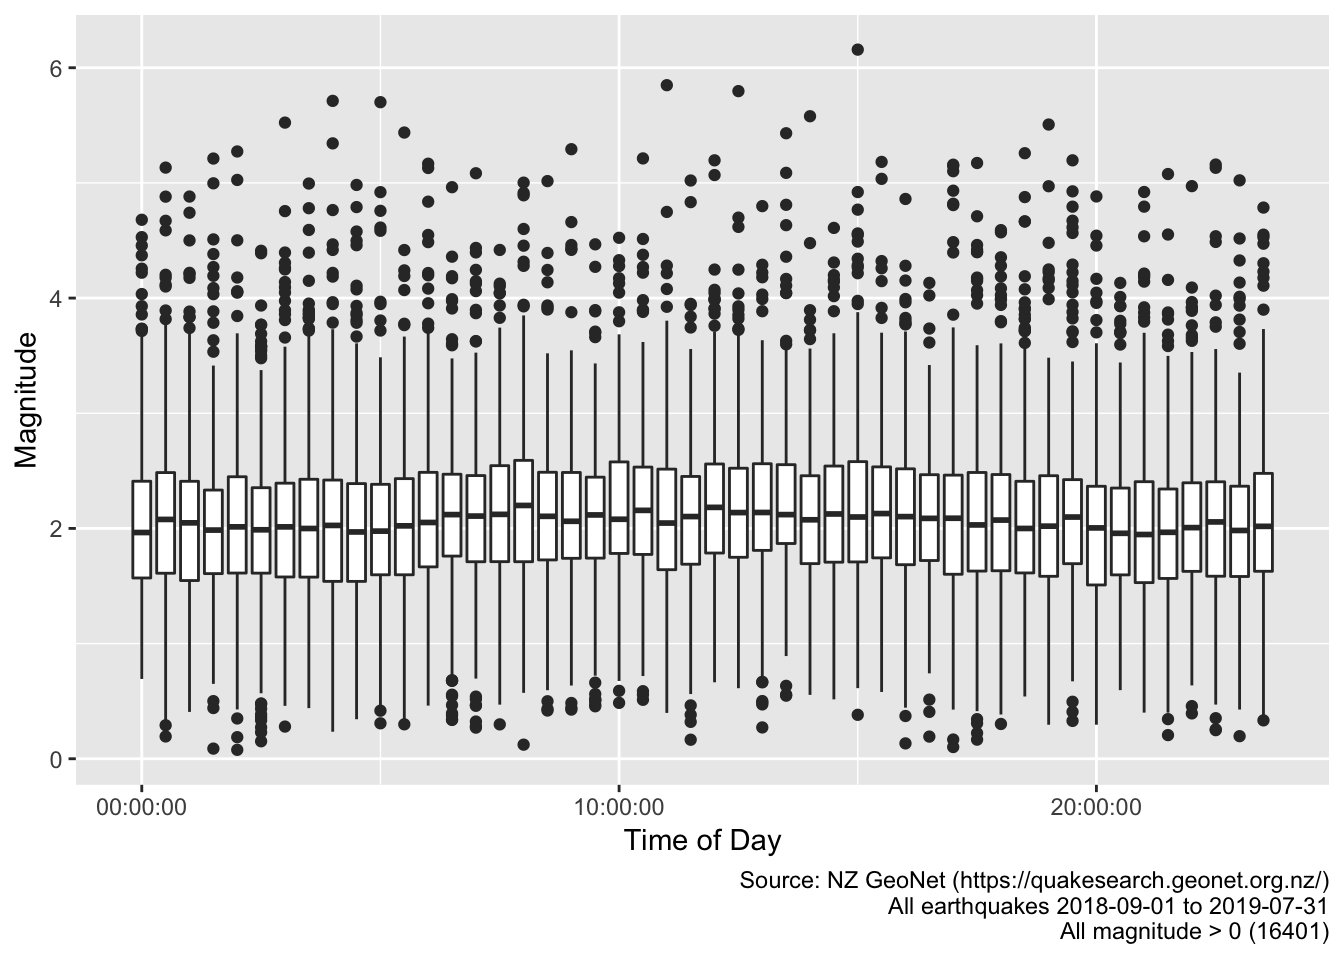 6
4
2
0
Magnitude
00:00:00 10:00:00 20:00:00
Time of Day
Source: NZ GeoNet (https://quakesearch.geonet.org.nz/)
All earthquakes 2018-09-01 to 2019-07-31
All magnitude > 0 (16401)